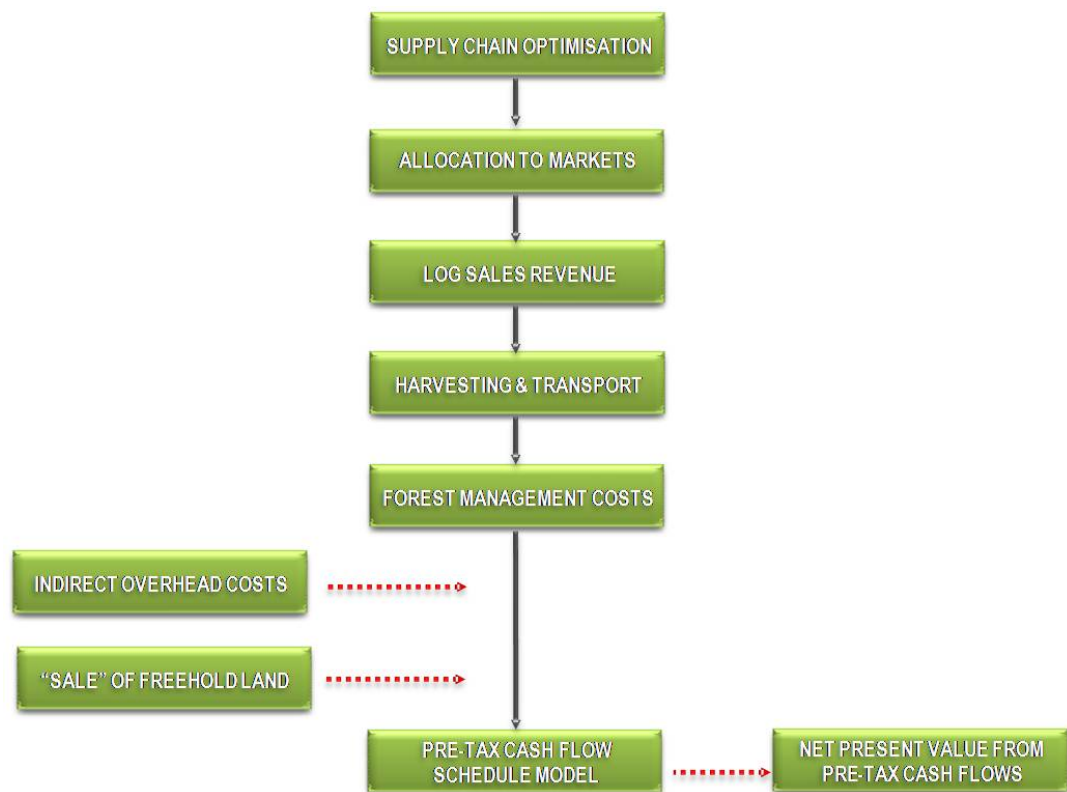 SUPPLY CHAIN OPTIMISATION
ALLOCATION TO MARKETS
LOG SALES REVENUE
HARVESTING & TRANSPORT
FOREST MANAGEMENT COSTS
INDIRECT OVERHEAD COSTS
“SALE” OF FREEHOLD LAND
PRE-TAX CASH FLOW
SCHEDULE MODEL
NET PRESENT VALUE FROM
PRE-TAX CASH FLOWS